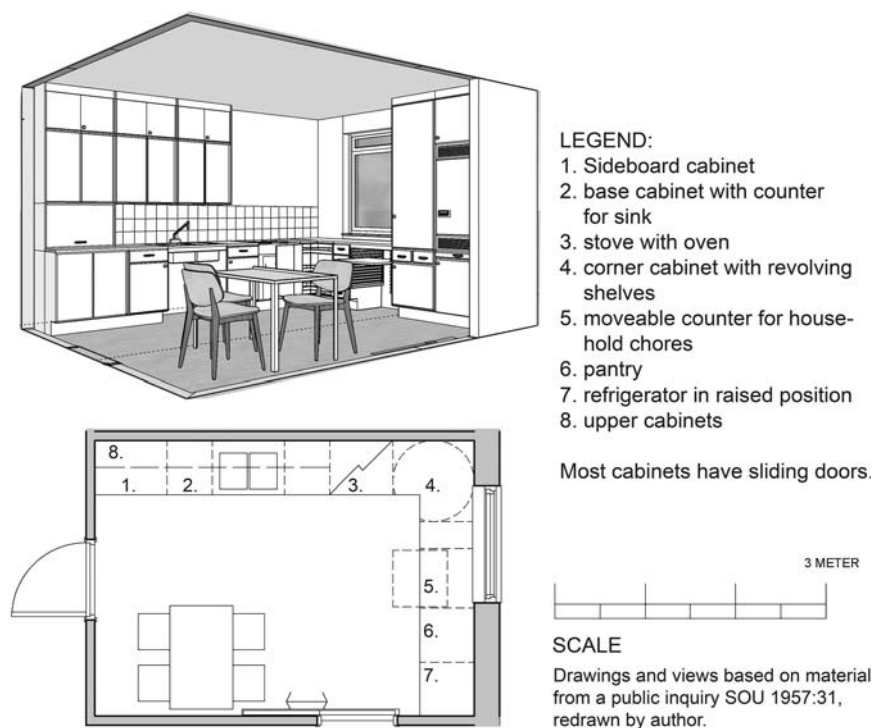 LEGEND:
1. Sideboard cabinet
2. base cabinet with counter
for sink
3. stove with oven
4. corner cabinet with revolving
shelves
5. moveable counter for house-
hold chores
6. pantry
7. refrigerator in raised position
8. upper cabinets
Most cabinets have sliding doors.
8.
1. 2. 3. 4.
5.
6.
7.
3 METER
SCALE
Drawings and views based on material
from a public inquiry SOU 1957:31,
redrawn by author.